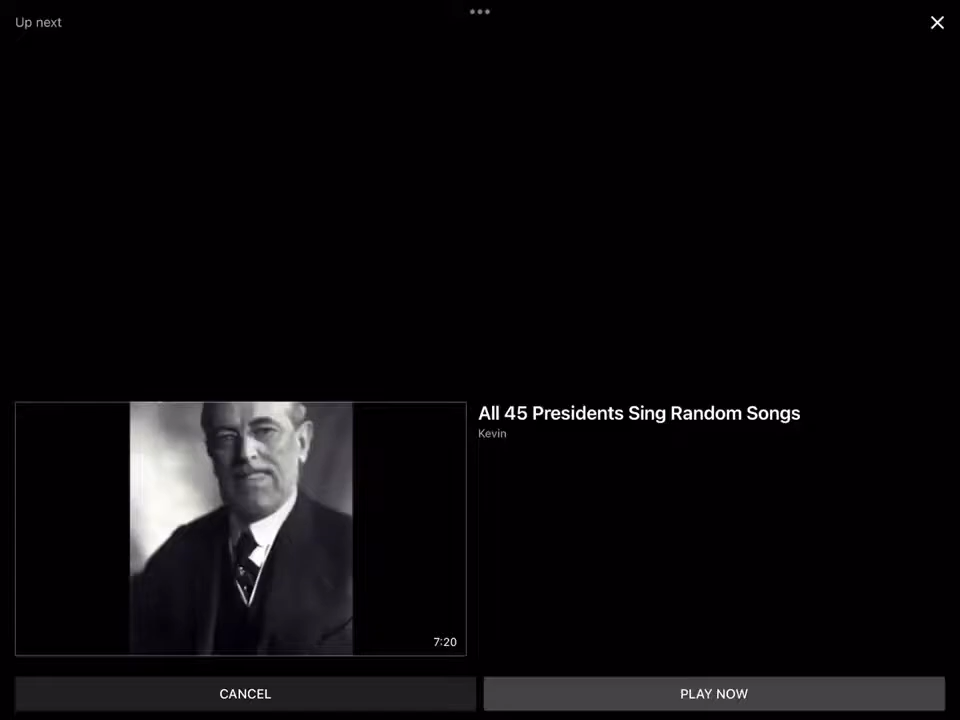 Up next
All 45 Presidents Sing Random Songs
Kevin
7:20
CANCEL
PLAY NOW